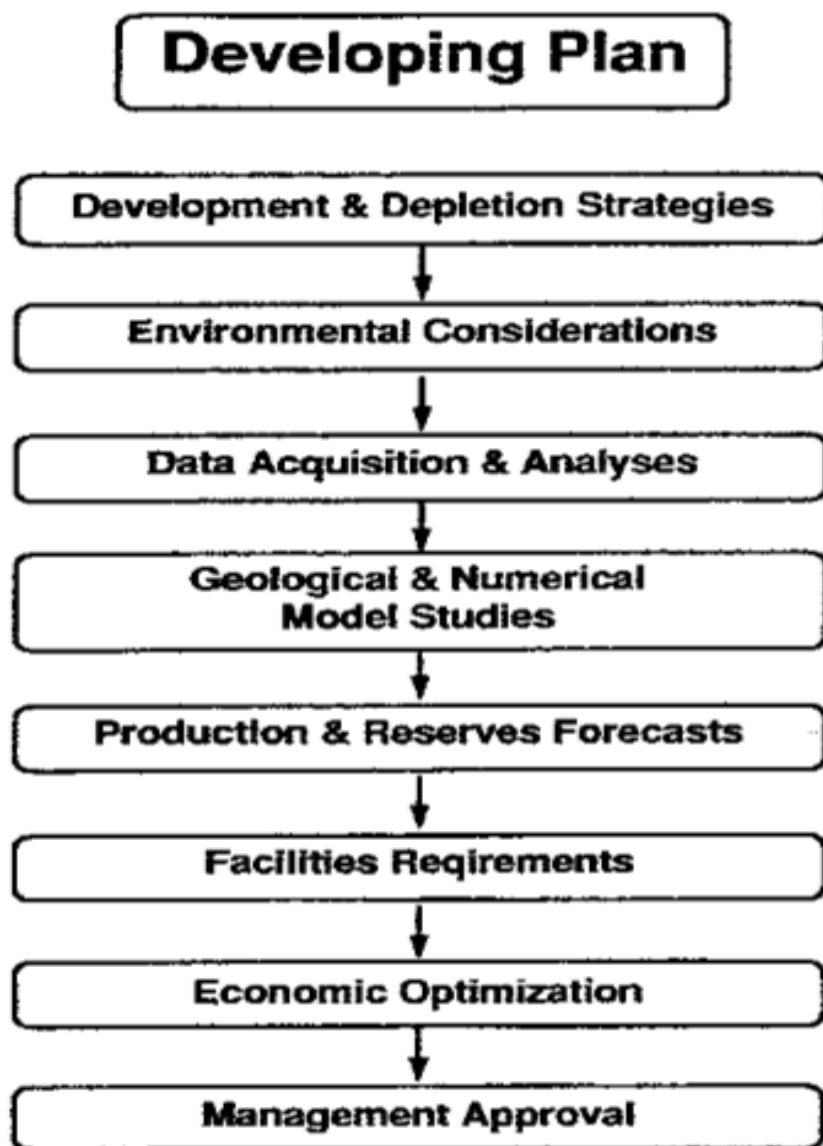 Developing Plan
Development & Depletion Strategies
Environmental Considerations
Data Acquisition & Analyses
Geological & Numerical
Model Studies
Production & Reserves Forecasts
Facilities Reqirements
Economic Optimization
Management Approval